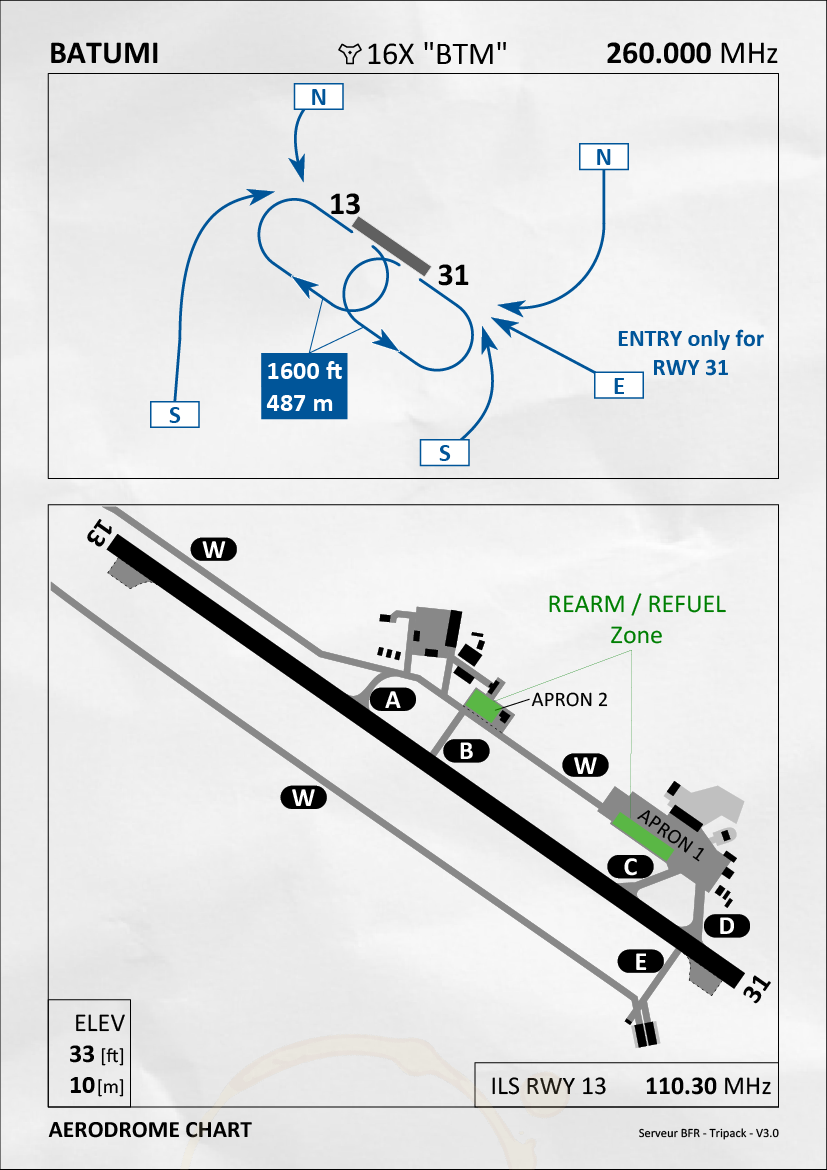 BATUMI
16X "BTM"
260.000 MHz
N
N
13
31
ENTRY only for
RWY 31
1600 ft
487 m
E
S
S
13
W
REARM / REFUEL
Zone
A
APRON 2
B
W
W
APRON 1
C
D
E
31
ELEV
33 [ft]
10[m]
ILS RWY 13 110.30 MHz
AERODROME CHART
Serveur BFR - Tripack - V3.0